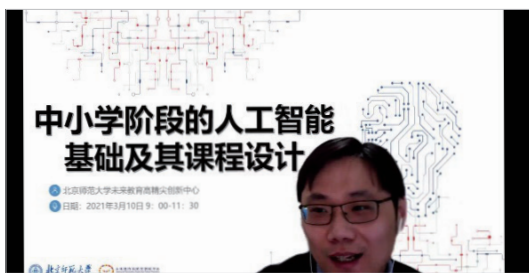 中小学阶段的人工智能
基础及其课程设计
北京师范大学未来教育高精尖创新中心
日期：2021年3月10日 9：00-11：30
北京师范大学